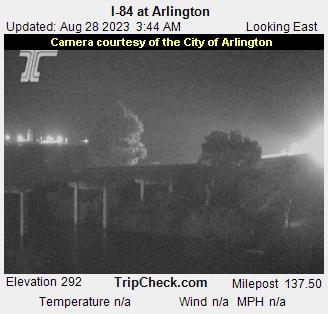 I-84 at Arlington
Updated: Aug 28 2023 3:44 AM Looking East
Camera courtesy of the City of Arlington
Elevation 292 TripCheck.com Milepost 137.50
Temperature n/a Wind n/a MPH n/a